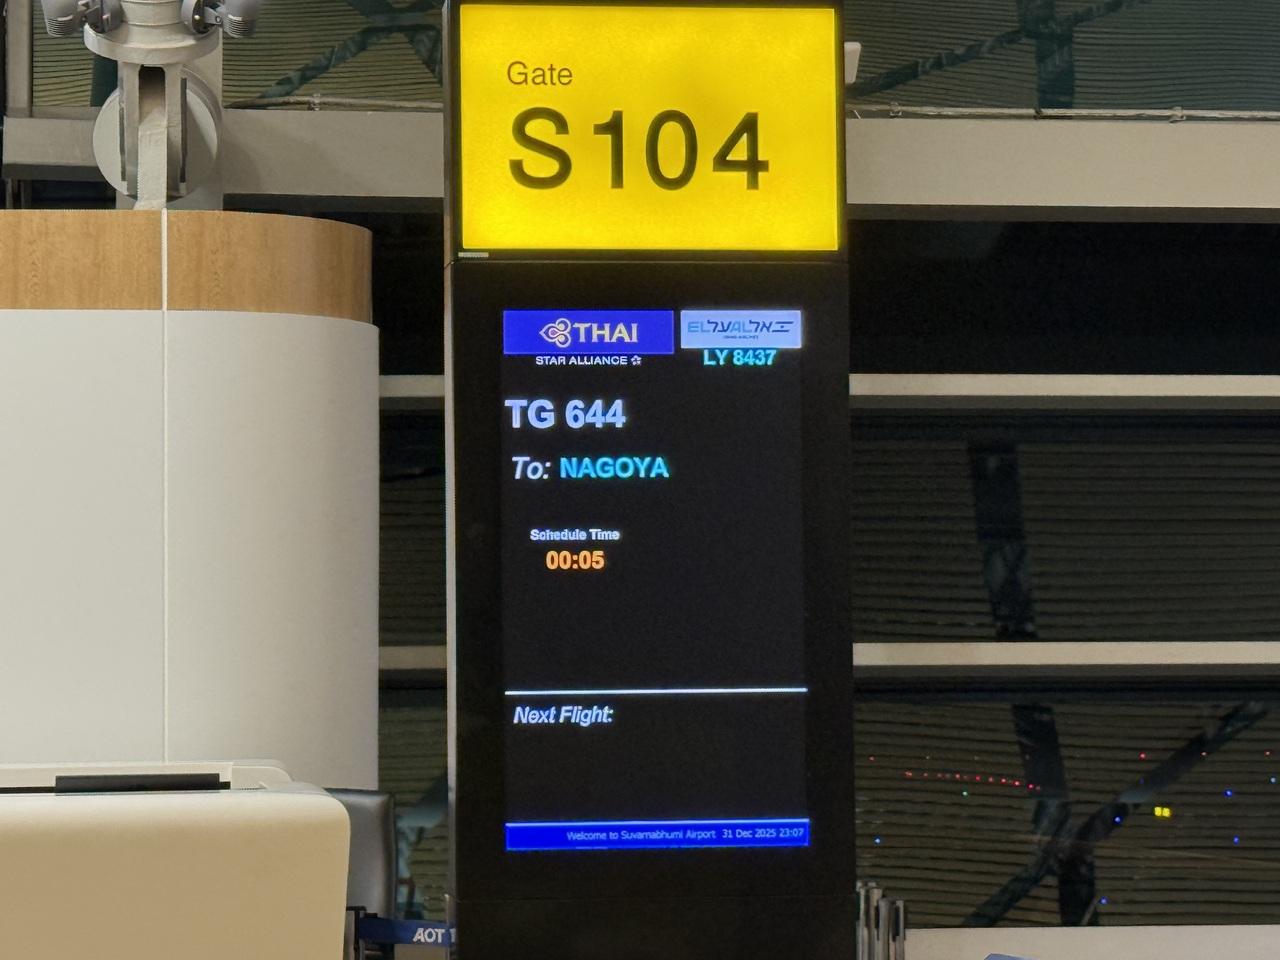 Gate
S104
THAI
STAR ALLIANCE
ELעלALאל
LY 8437
TG 644
To: NAGOYA
Schedule Time
00:05
Next Flight:
Welcome to Suvarnabhumi Airport 31 Dec 2025 23:07
AOT